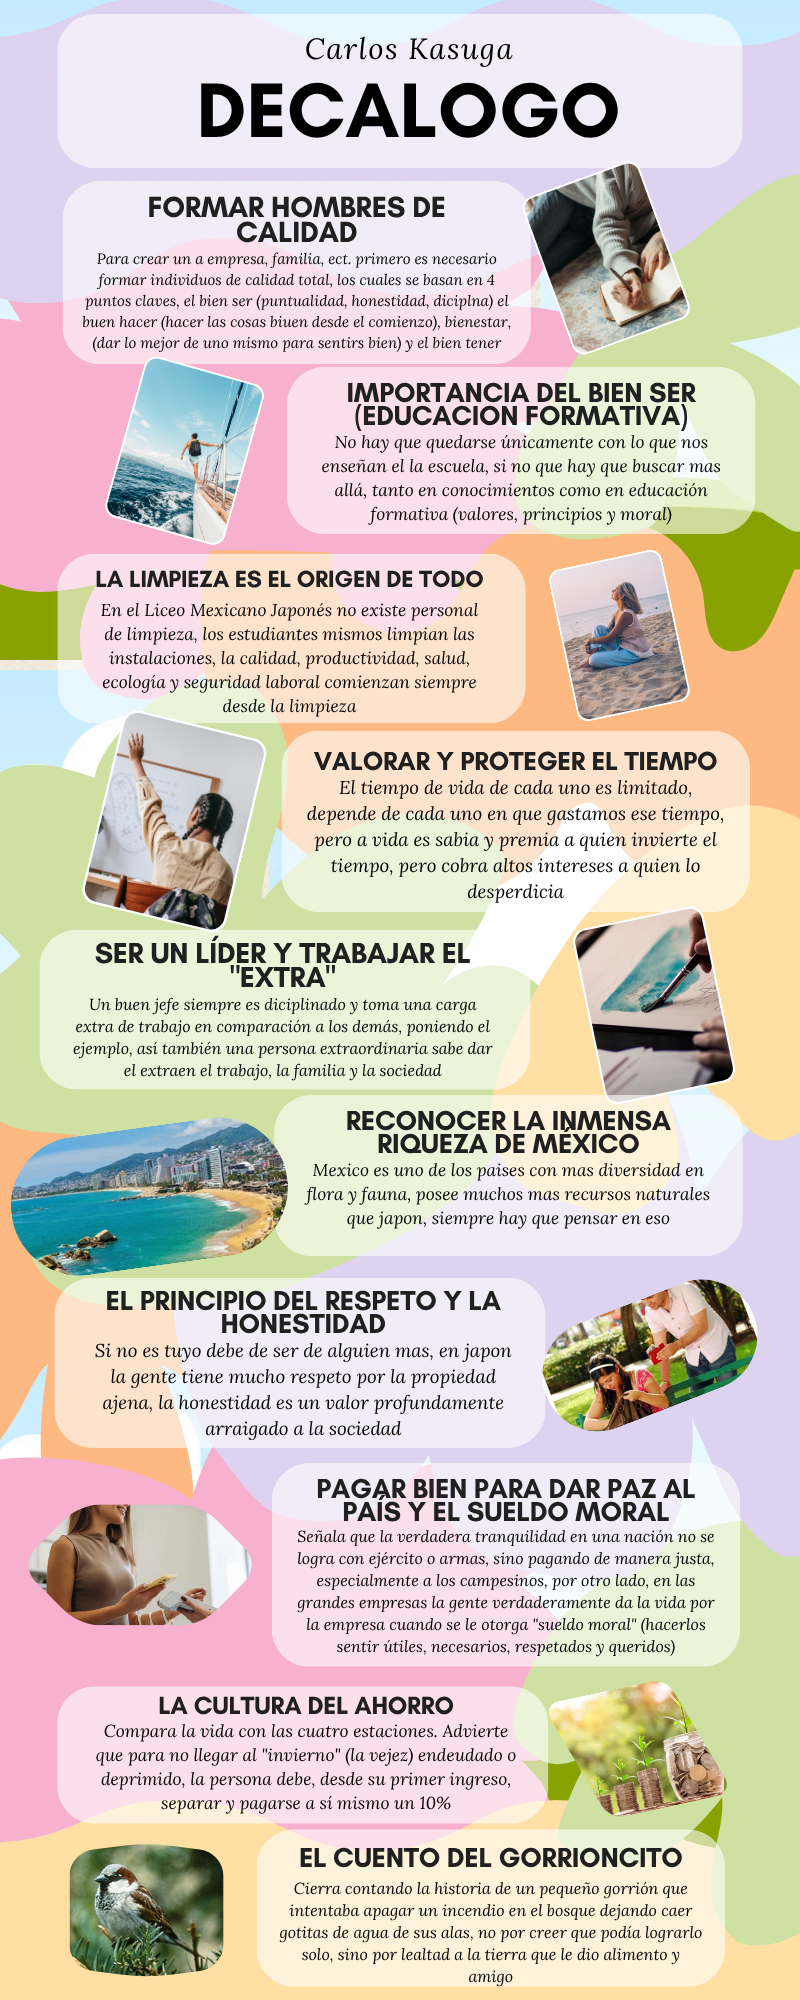 Carlos Kasuga
DECALOGO
FORMAR HOMBRES DE
CALIDAD
Para crear un a empresa, familia, ect. primero es necesario
formar individuos de calidad total, los cuales se basan en 4
puntos claves, el bien ser (puntualidad, honestidad, diciplna) el
buen hacer (hacer las cosas biuen desde el comienzo), bienestar,
(dar lo mejor de uno mismo para sentirs bien) y el bien tener
IMPORTANCIA DEL BIEN SER
(EDUCACION FORMATIVA)
No hay que quedarse únicamente con lo que nos
enseñan el la escuela, si no que hay que buscar mas
allá, tanto en conocimientos como en educación
formativa (valores, principios y moral)
LA LIMPIEZA ES EL ORIGEN DE TODO
En el Liceo Mexicano Japonés no existe personal
de limpieza, los estudiantes mismos limpian las
instalaciones, la calidad, productividad, salud,
ecología y seguridad laboral comienzan siempre
desde la limpieza
VALORAR Y PROTEGER EL TIEMPO
El tiempo de vida de cada uno es limitado,
depende de cada uno en que gastamos ese tiempo,
pero a vida es sabia y premia a quien invierte el
tiempo, pero cobra altos intereses a quien lo
desperdicia
SER UN LÍDER Y TRABAJAR EL
"EXTRA"
Un buen jefe siempre es diciplinado y toma una carga
extra de trabajo en comparación a los demás, poniendo el
ejemplo, así también una persona extraordinaria sabe dar
el extraen el trabajo, la familia y la sociedad
RECONOCER LA INMENSA
RIQUEZA DE MÉXICO
Mexico es uno de los paises con mas diversidad en
flora y fauna, posee muchos mas recursos naturales
que japon, siempre hay que pensar en eso
EL PRINCIPIO DEL RESPETO Y LA
HONESTIDAD
Si no es tuyo debe de ser de alguien mas, en japon
la gente tiene mucho respeto por la propiedad
ajena, la honestidad es un valor profundamente
arraigado a la sociedad
PAGAR BIEN PARA DAR PAZ AL
PAÍS Y EL SUELDO MORAL
Señala que la verdadera tranquilidad en una nación no se
logra con ejército o armas, sino pagando de manera justa,
especialmente a los campesinos, por otro lado, en las
grandes empresas la gente verdaderamente da la vida por
la empresa cuando se le otorga "sueldo moral" (hacerlos
sentir útiles, necesarios, respetados y queridos)
LA CULTURA DEL AHORRO
Compara la vida con las cuatro estaciones. Advierte
que para no llegar al "invierno" (la vejez) endeudado o
deprimido, la persona debe, desde su primer ingreso,
separar y pagarse a sí mismo un 10%
EL CUENTO DEL GORRIONCITO
Cierra contando la historia de un pequeño gorrión que
intentaba apagar un incendio en el bosque dejando caer
gotitas de agua de sus alas, no por creer que podía lograrlo
solo, sino por lealtad a la tierra que le dio alimento y
amigo